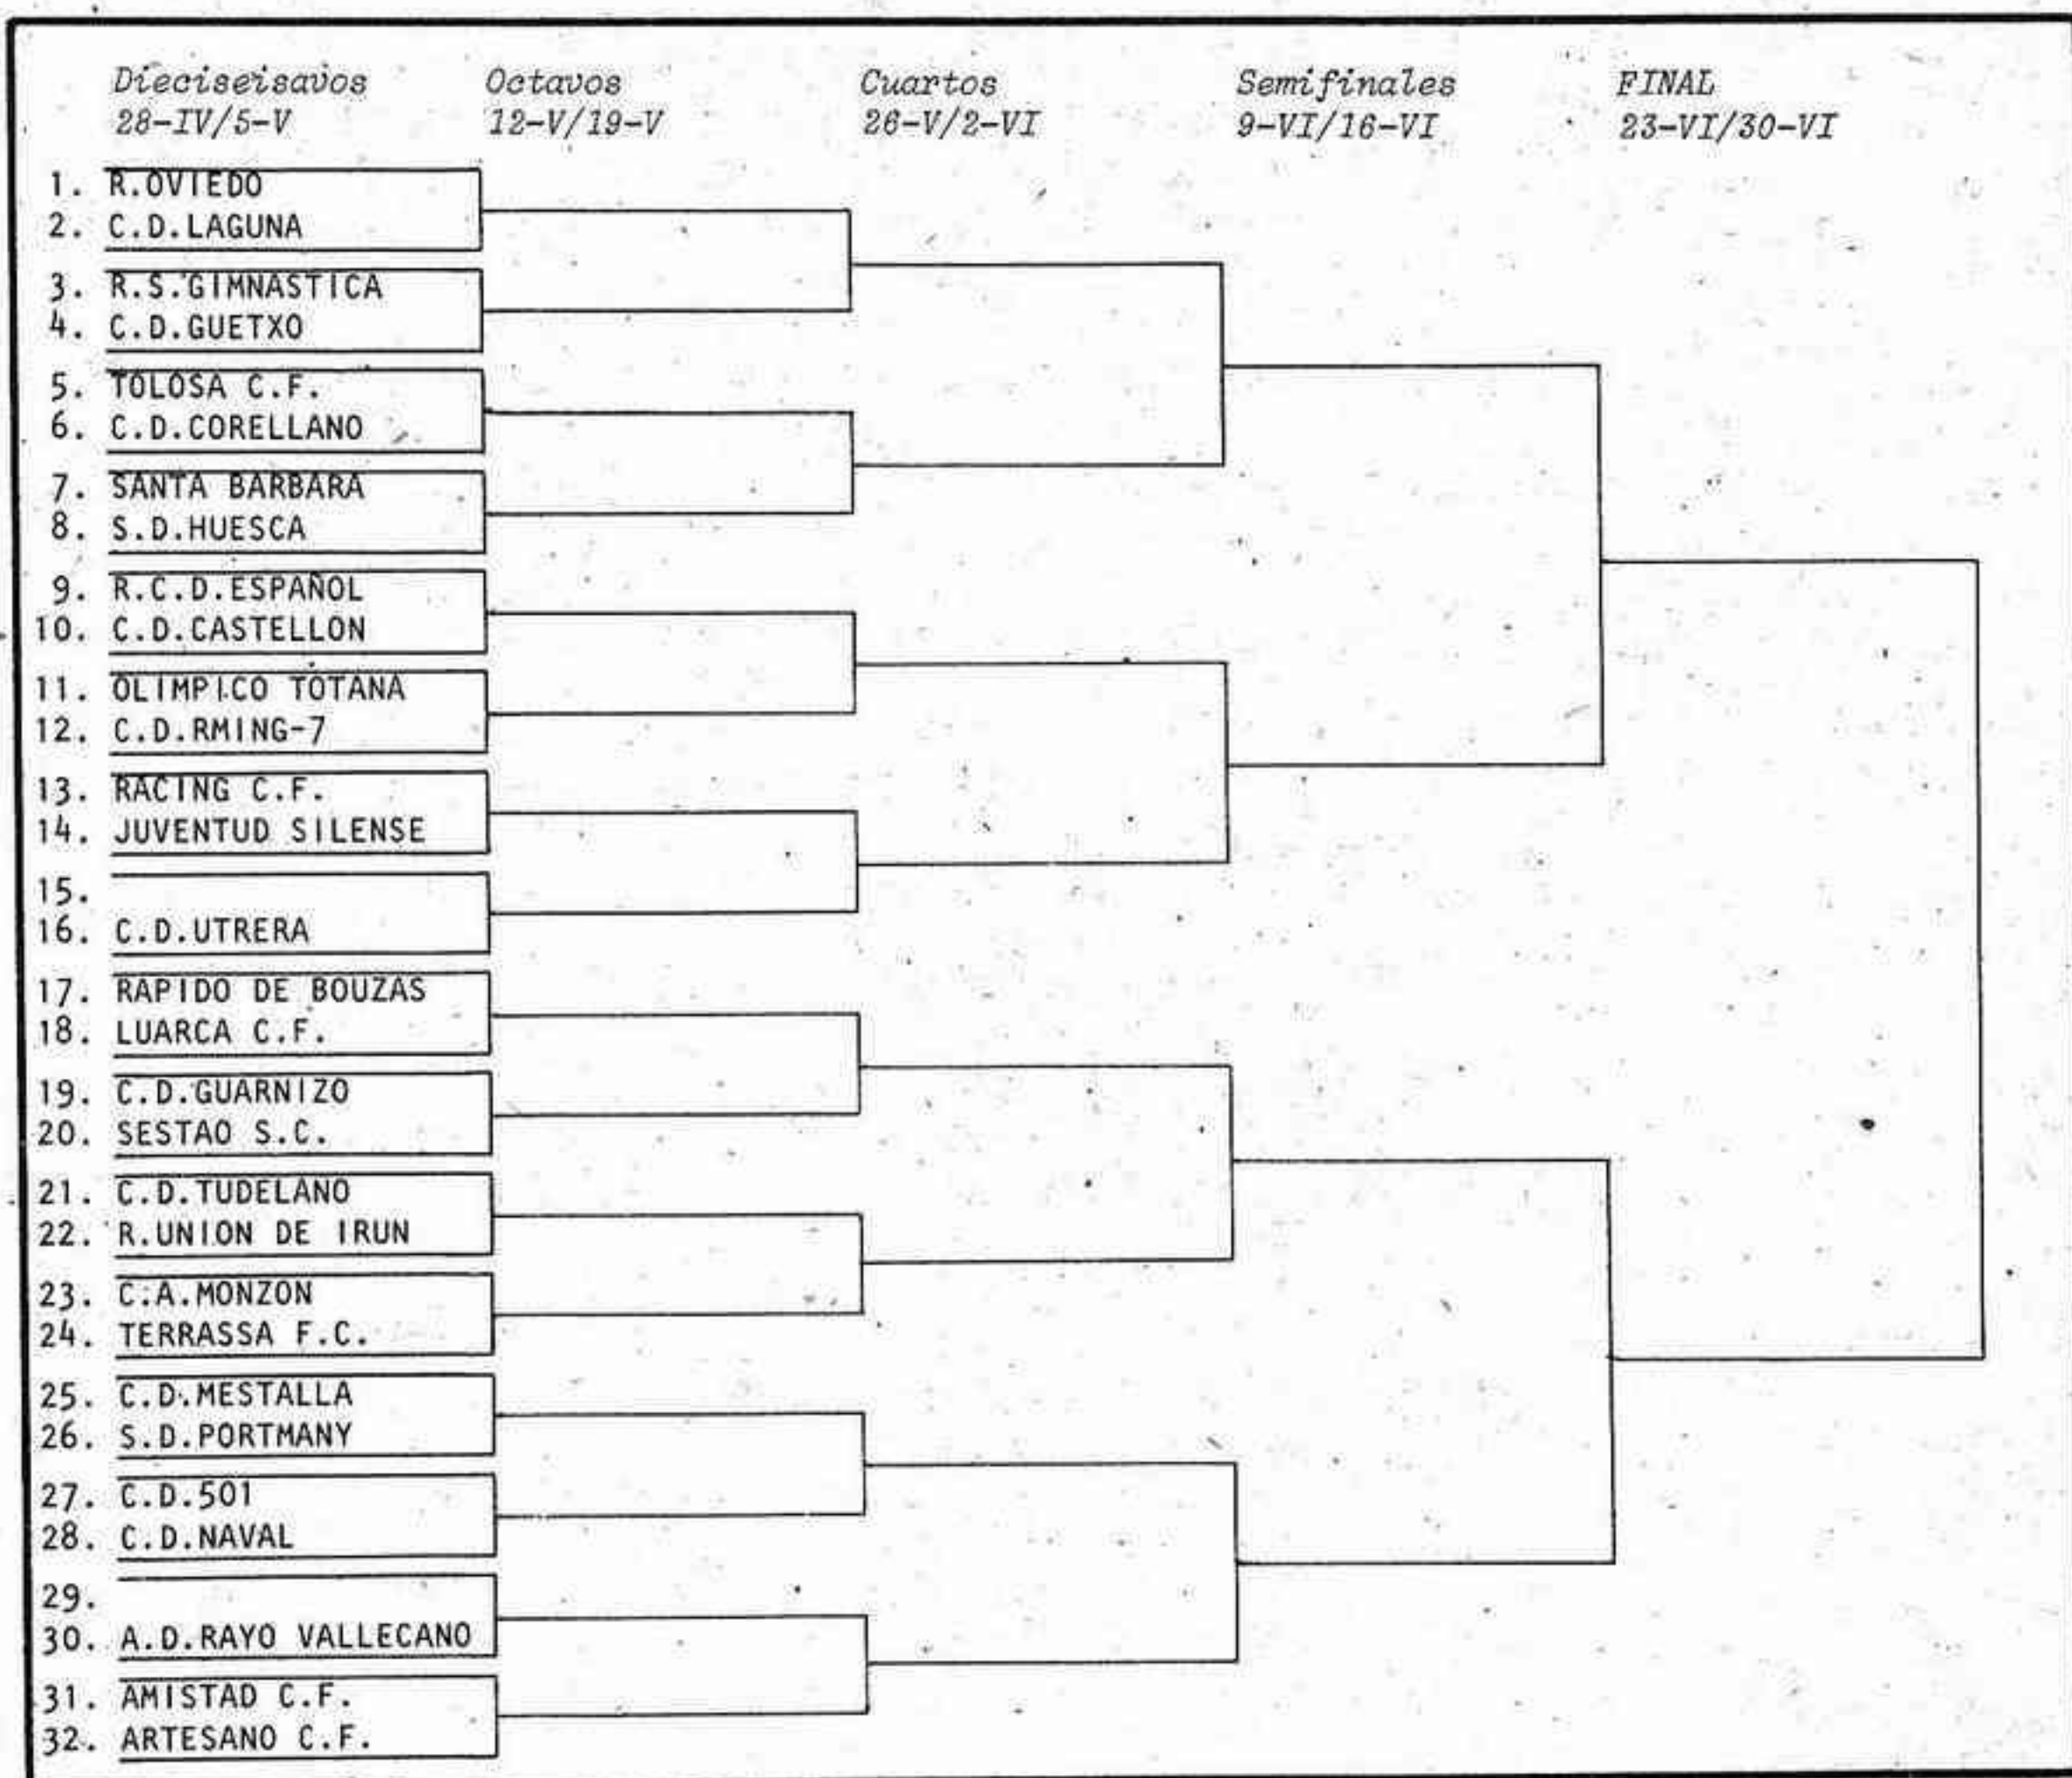 Dieciseisavos Octavos Cuartos Semifinales FINAL
28-IV/5-V 12-V/19-V 26-V/2-VI 9-VI/16-VI 23-VI/30-VI
1. R.OVIEDO
2. C.D.LAGUNA
3. R.S.GIMNASTICA
4. C.D.GUETXO
5. TOLOSA C.F.
6. C.D.CORELLANO
7. SANTA BARBARA
8. S.D.HUESCA
9. R.C.D.ESPAÑOL
10. C.D.CASTELLON
11. OLIMPICO TOTANA
12. C.D.RMING-7
13. RACING C.F.
14. JUVENTUD SILENSE
15.
16. C.D.UTRERA
17. RAPIDO DE BOUZAS
18. LUARCA C.F.
19. C.D.GUARNIZO
20. SESTAO S.C.
21. C.D.TUDELANO
22. R.UNION DE IRUN
23. C.A.MONZON
24. TERRASSA F.C.
25. C.D.MESTALLA
26. S.D.PORTMANY
27. C.D.501
28. C.D.NAVAL
29.
30. A.D.RAYO VALLECANO
31. AMISTAD C.F.
32. ARTESANO C.F.